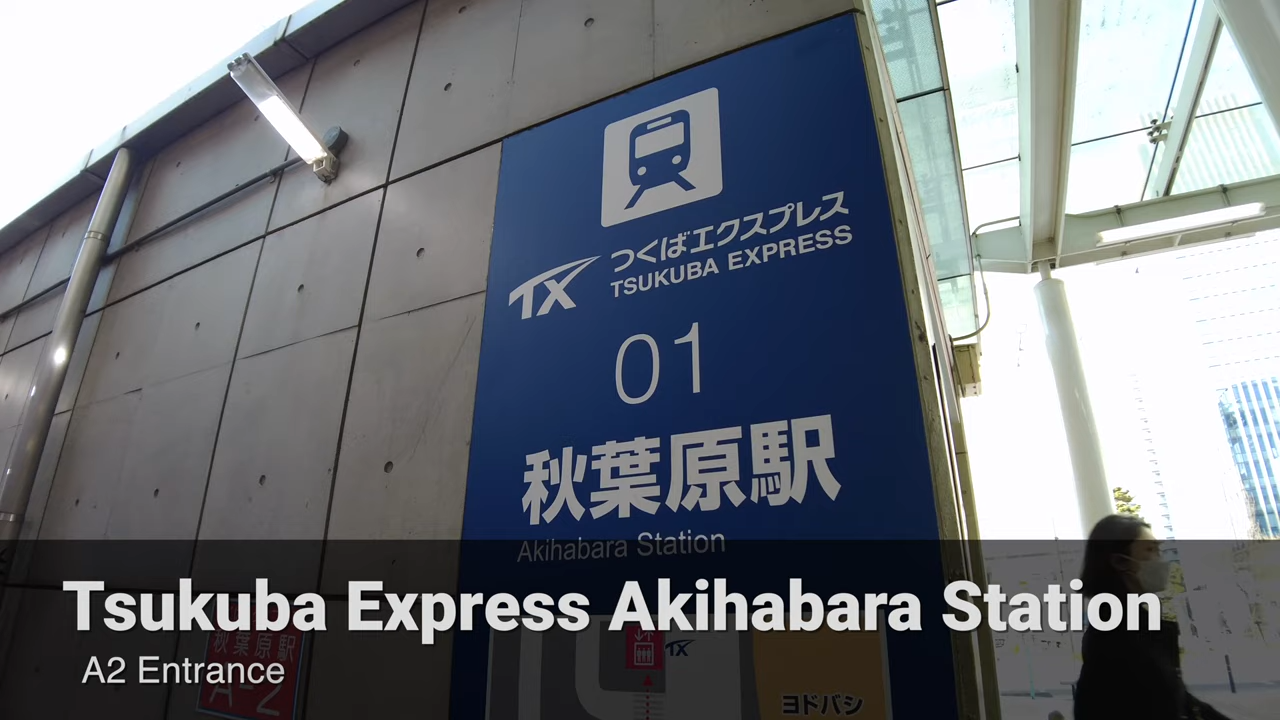 つくばエクスプレス
TX TSUKUBA EXPRESS
01
秋葉原駅
Akihabara Station
Tsukuba Express Akihabara Station
秋葉原駅
A2 Entrance
A-2
TX
ヨドバシ